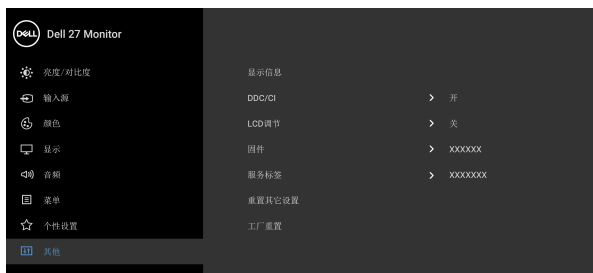 DELL Dell 27 Monitor
亮度/对比度
输入源
颜色
显示
音频
菜单
个性设置
其他
显示信息
DDC/CI > 开
LCD调节 > 关
固件 > XXXXXX
服务标签 > XXXXXXX
重置其它设置
工厂重置